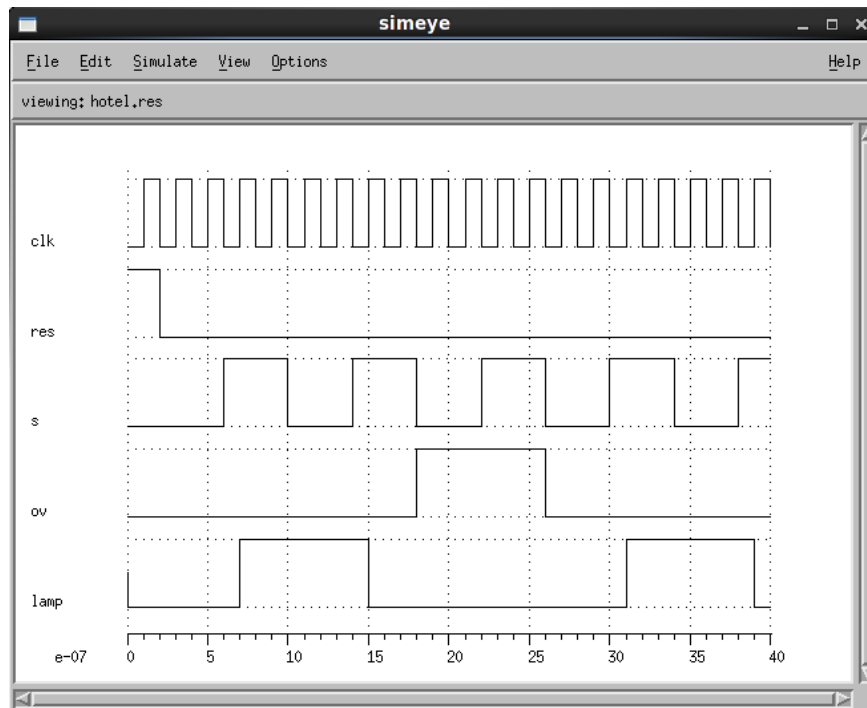 simeye
File Edit Simulate View Options Help
viewing: hotel.res
clk
res
s
ov
lamp
e-07 0 5 10 15 20 25 30 35 40